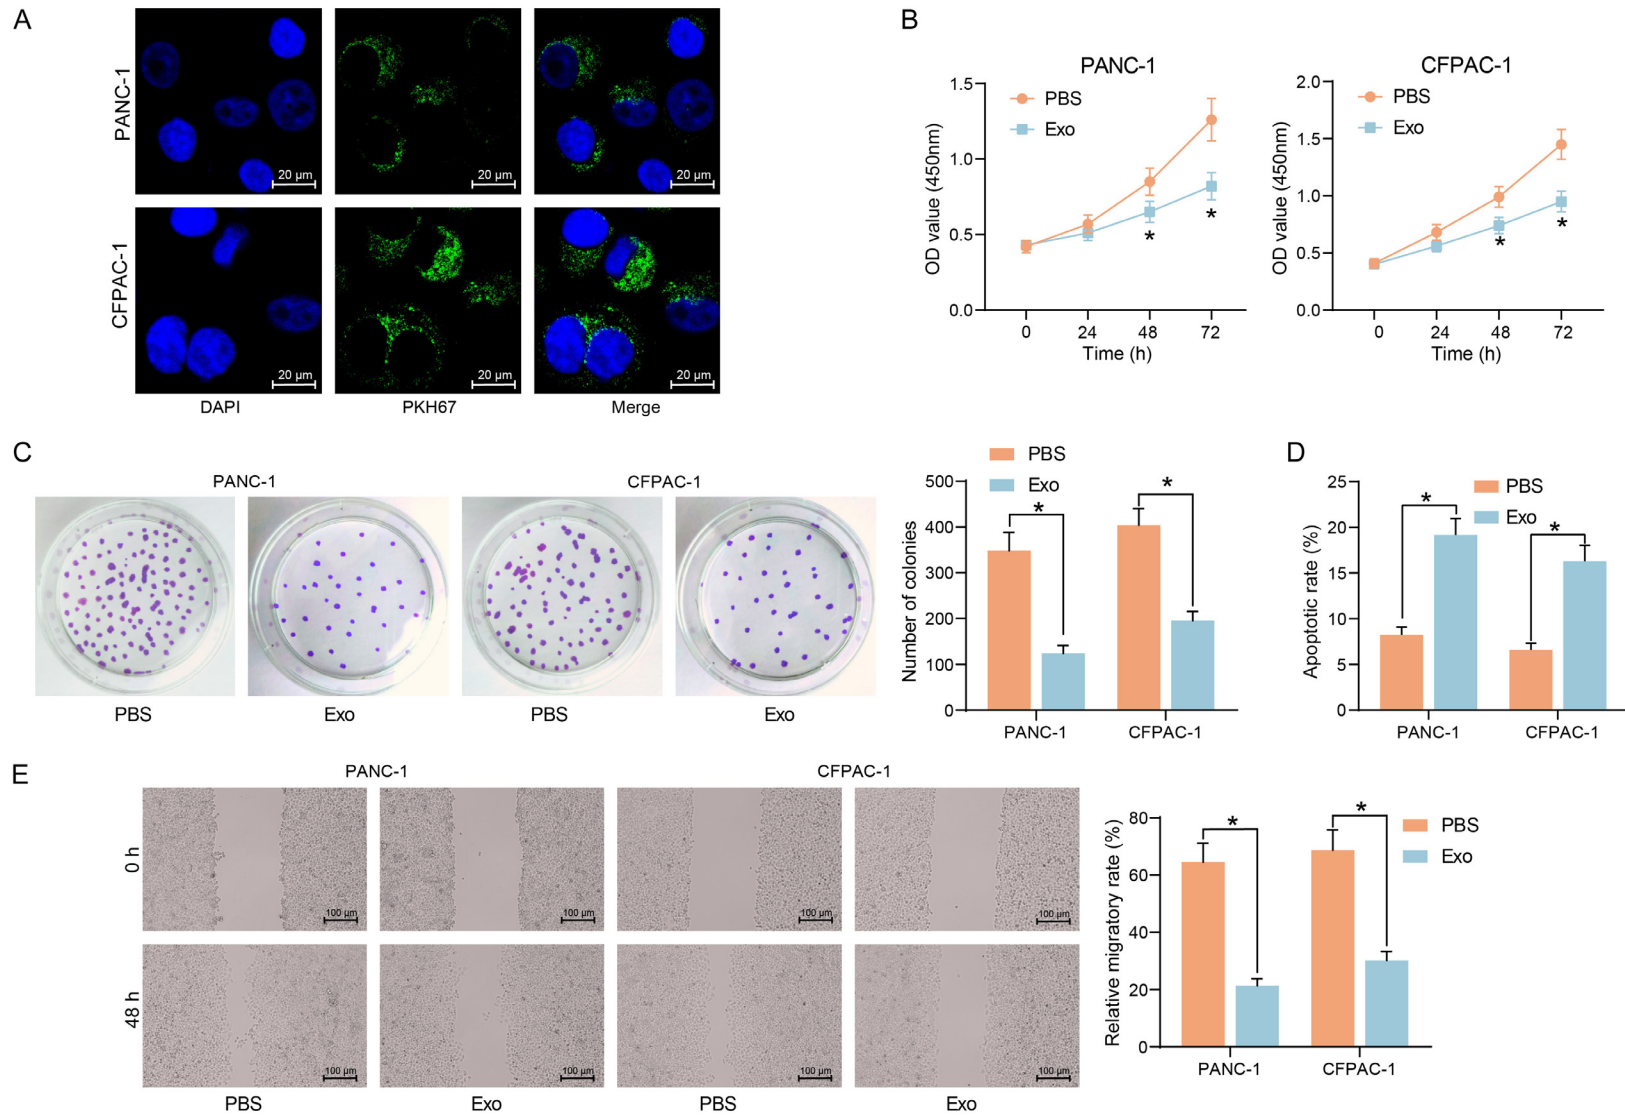 A
PANC-1
20 μm
20 μm
20 μm
CFPAC-1
20 μm
20 μm
20 μm
DAPI
PKH67
Merge
B
PANC-1
PBS
Exo
OD value (450nm)
1.5
1.0
0.5
0.0
*
*
0
24
48
72
Time (h)
CFPAC-1
PBS
Exo
OD value (450nm)
2.0
1.5
1.0
0.5
0.0
*
*
0
24
48
72
Time (h)
C
PANC-1
CFPAC-1
PBS
Exo
PBS
Exo
PBS
Exo
Number of colonies
500
400
300
200
100
0
*
*
PANC-1
CFPAC-1
D
PBS
Exo
Apoptotic rate (%)
25
20
15
10
5
0
*
*
PANC-1
CFPAC-1
E
PANC-1
CFPAC-1
0 h
100 μm
100 μm
100 μm
100 μm
48 h
100 μm
100 μm
100 μm
100 μm
PBS
Exo
PBS
Exo
PBS
Exo
Relative migratory rate (%)
80
60
40
20
0
*
*
PANC-1
CFPAC-1